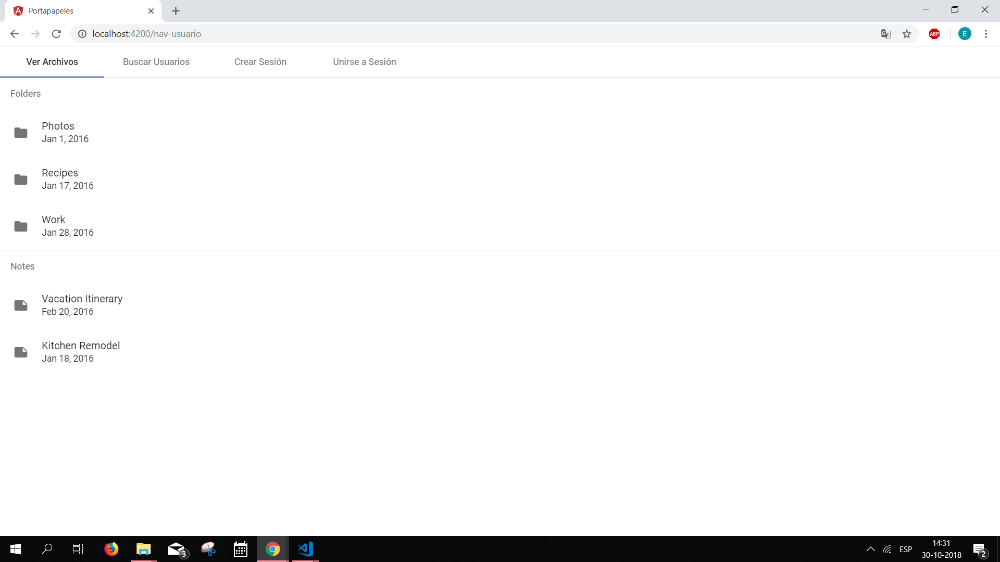 Portapapeles
localhost:4200/nav-usuario
ABP
E
Ver Archivos
Buscar Usuarios
Crear Sesión
Unirse a Sesión
Folders
Photos
Jan 1, 2016
Recipes
Jan 17, 2016
Work
Jan 28, 2016
Notes
Vacation Itinerary
Feb 20, 2016
Kitchen Remodel
Jan 18, 2016
3
ESP
14:31
30-10-2018
2